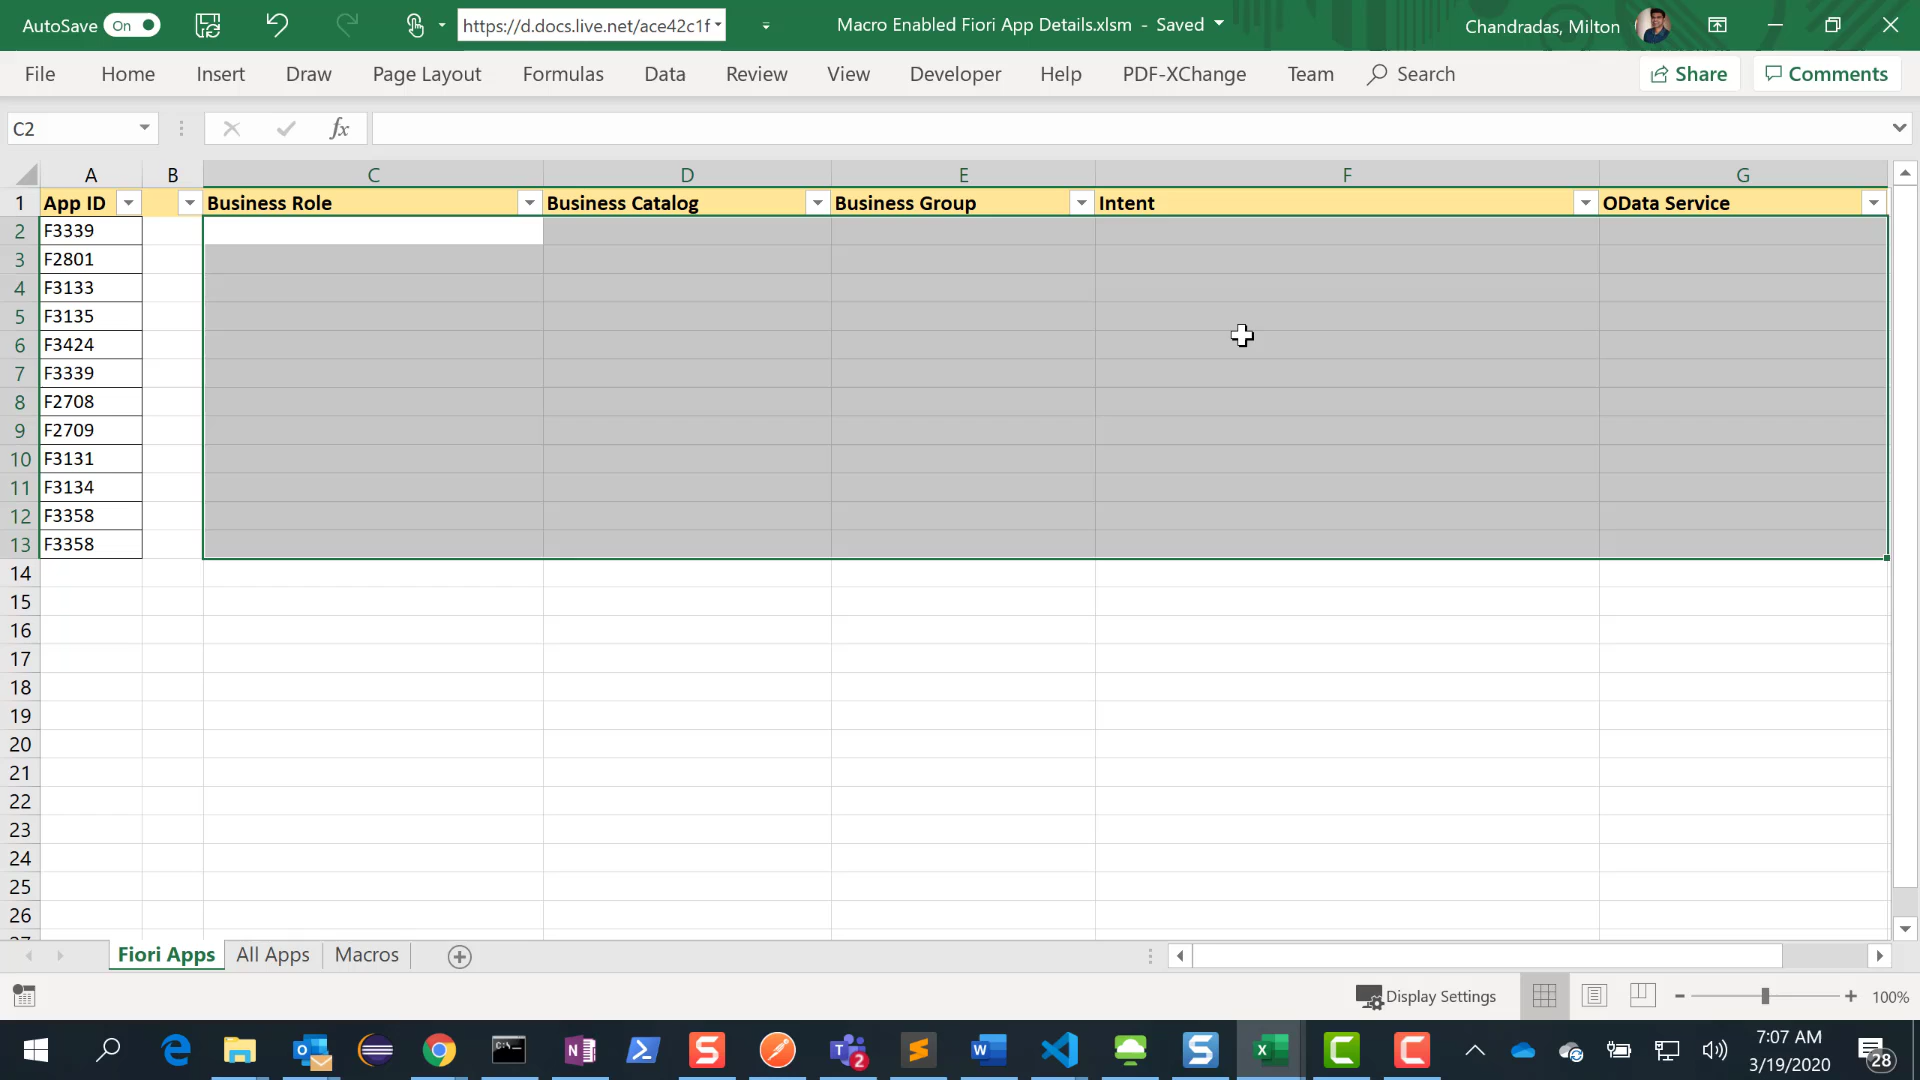 AutoSave On https://d.docs.live.net/ace42c1f Macro Enabled Fiori App Details.xlsm - Saved Chandradas, Milton
File Home Insert Draw Page Layout Formulas Data Review View Developer Help PDF-XChange Team Search Share Comments
C2 fx
A B C D E F G
1 App ID Business Role Business Catalog Business Group Intent OData Service
2 F3339
3 F2801
4 F3133
5 F3135
6 F3424
7 F3339
8 F2708
9 F2709
10 F3131
11 F3134
12 F3358
13 F3358
14
15
16
17
18
19
20
21
22
23
24
25
26
Fiori Apps All Apps Macros
Display Settings 100%
7:07 AM
3/19/2020
2
28